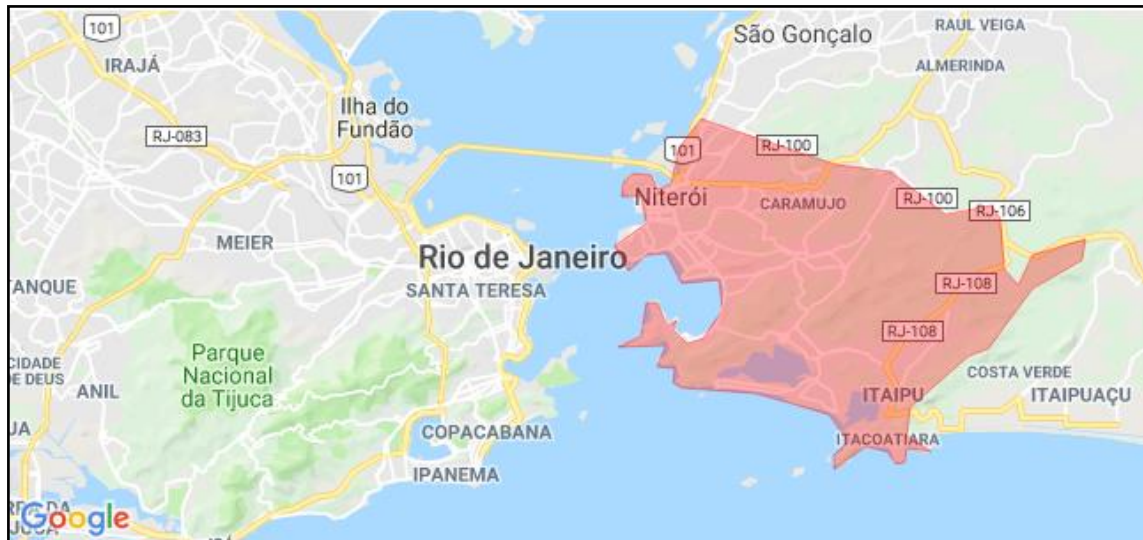 101
IRAJÁ
São Gonçalo
RAUL VEIGA
ALMERINDA
Ilha do
Fundão
RJ-083
101
101
RJ-100
Niterói
CARAMUJO
RJ-100
RJ-106
MEIER
Rio de Janeiro
SANTA TERESA
TANQUE
RJ-108
RJ-108
Parque
Nacional
da Tijuca
CIDADE
DE DEUS
ANIL
COSTA VERDE
ITAIPU
ITAIPUAÇU
COPACABANA
ITACOATIARA
IPANEMA
Google